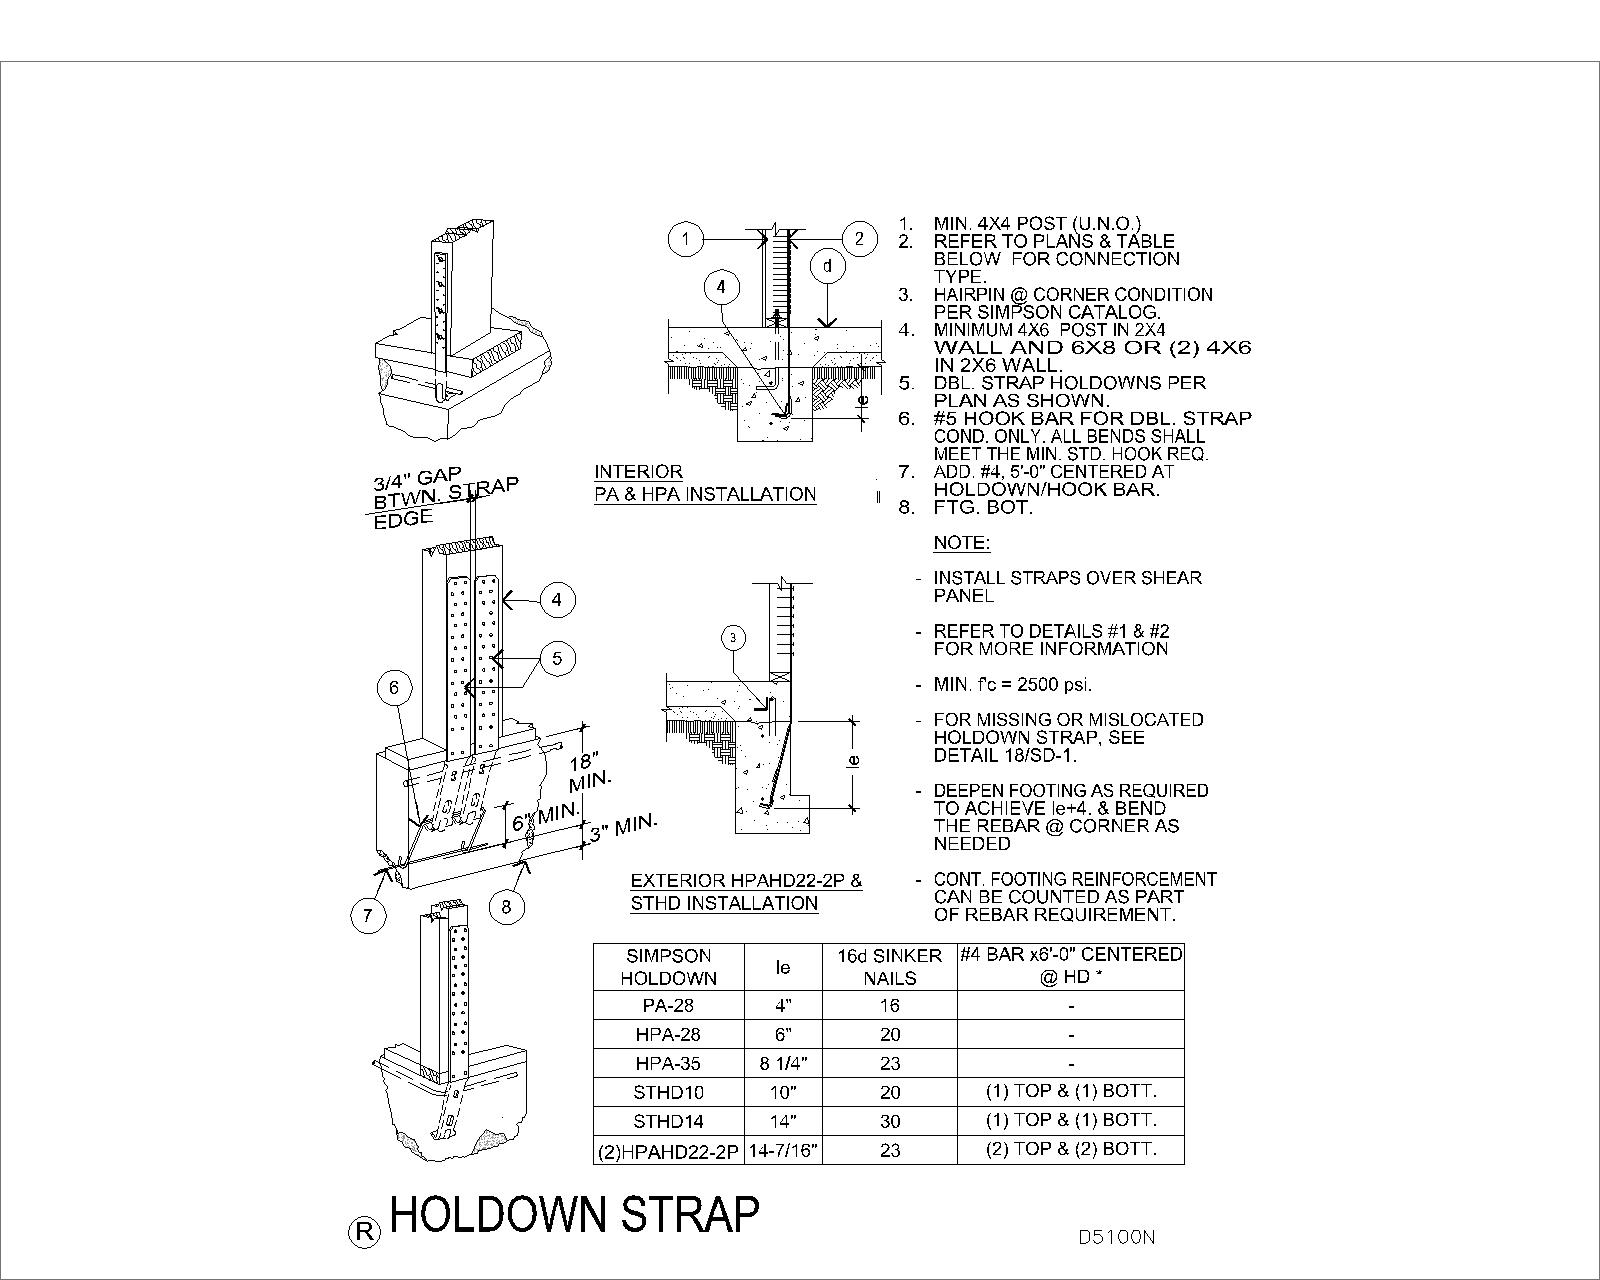 1. MIN. 4X4 POST (U.N.O.)
2. REFER TO PLANS & TABLE
BELOW FOR CONNECTION
TYPE.
3. HAIRPIN @ CORNER CONDITION
PER SIMPSON CATALOG.
4. MINIMUM 4X6 POST IN 2X4
WALL AND 6X8 OR (2) 4X6
IN 2X6 WALL.
5. DBL. STRAP HOLDOWNS PER
PLAN AS SHOWN.
6. #5 HOOK BAR FOR DBL. STRAP
COND. ONLY. ALL BENDS SHALL
MEET THE MIN. STD. HOOK REQ.
7. ADD. #4, 5'-0" CENTERED AT
HOLDOWN/HOOK BAR.
8. FTG. BOT.
NOTE:
- INSTALL STRAPS OVER SHEAR
PANEL
- REFER TO DETAILS #1 & #2
FOR MORE INFORMATION
- MIN. f'c = 2500 psi.
- FOR MISSING OR MISLOCATED
HOLDOWN STRAP, SEE
DETAIL 18/SD-1.
- DEEPEN FOOTING AS REQUIRED
TO ACHIEVE le+4. & BEND
THE REBAR @ CORNER AS
NEEDED
- CONT. FOOTING REINFORCEMENT
CAN BE COUNTED AS PART
OF REBAR REQUIREMENT.
1
2
d
4
le
INTERIOR
PA & HPA INSTALLATION
3/4" GAP
BTWN. STRAP
EDGE
4
5
6
18"
MIN.
6" MIN.
3" MIN.
7
8
3
le
EXTERIOR HPAHD22-2P &
STHD INSTALLATION
SIMPSON HOLDOWN le 16d SINKER NAILS #4 BAR x6'-0" CENTERED @ HD *
PA-28 4" 16 -
HPA-28 6" 20 -
HPA-35 8 1/4" 23 -
STHD10 10" 20 (1) TOP & (1) BOTT.
STHD14 14" 30 (1) TOP & (1) BOTT.
(2)HPAHD22-2P 14-7/16" 23 (2) TOP & (2) BOTT.
R HOLDOWN STRAP
D5100N